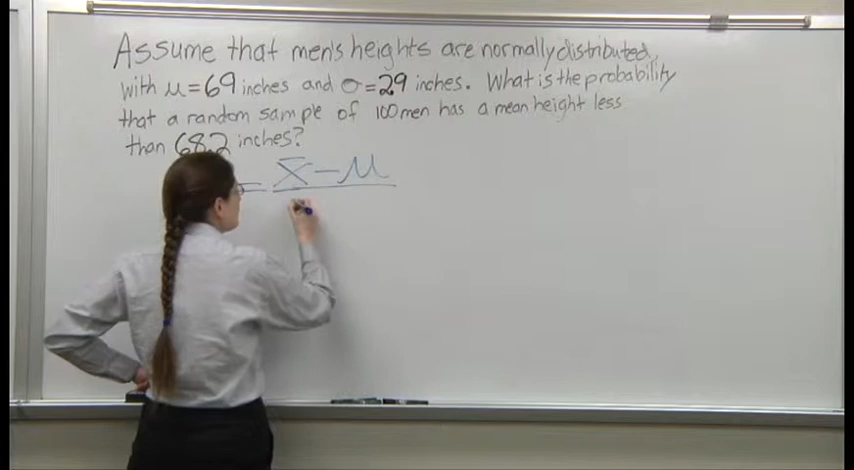 Assume that men's heights are normally distributed,
with μ=69 inches and σ=2.9 inches. What is the probability
that a random sample of 100 men has a mean height less
than 68.2 inches?
= x̄-μ